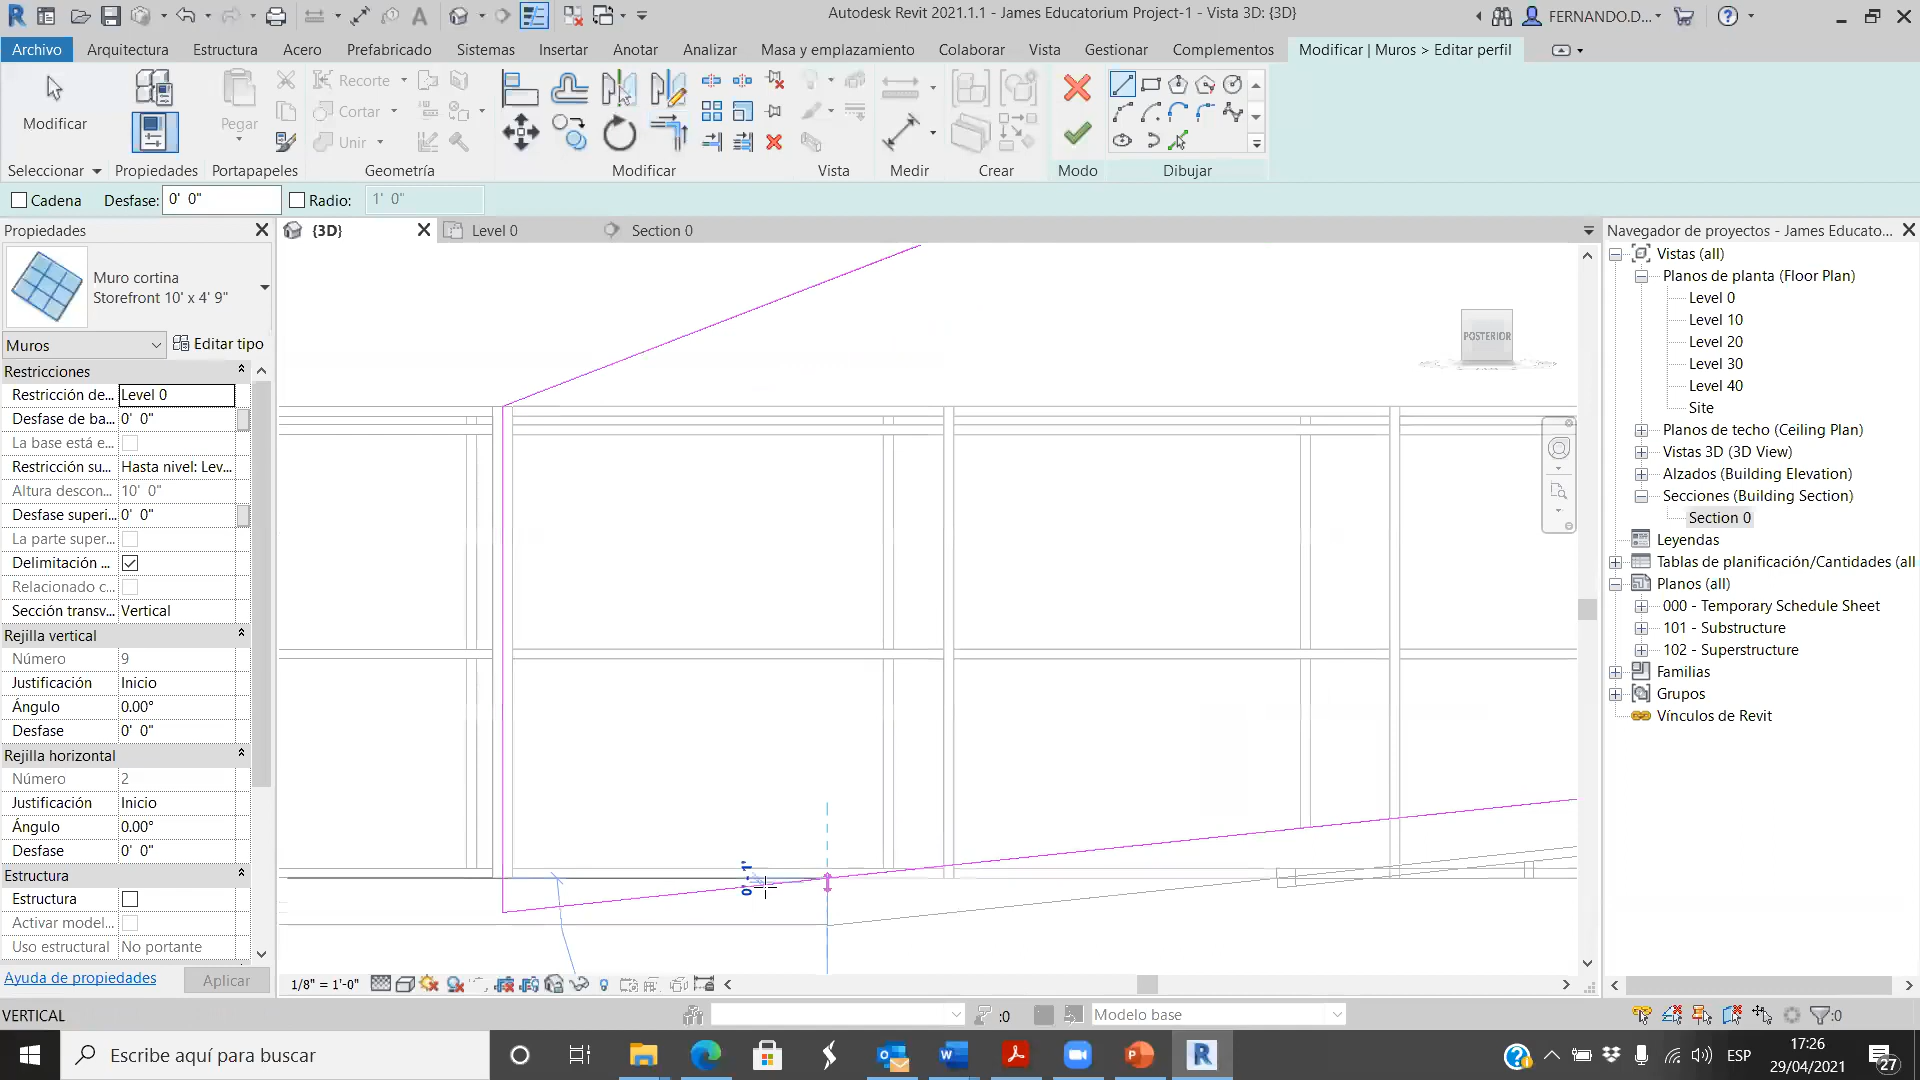 Autodesk Revit 2021.1.1 - James Educatorium Project-1 - Vista 3D: {3D}
FERNANDO.D...
Archivo Arquitectura Estructura Acero Prefabricado Sistemas Insertar Anotar Analizar Masa y emplazamiento Colaborar Vista Gestionar Complementos Modificar | Muros > Editar perfil
Modificar
Pegar
Recorte
Cortar
Unir
Seleccionar Propiedades Portapapeles Geometría Modificar Vista Medir Crear Modo Dibujar
Cadena Desfase: 0' 0" Radio: 1' 0"
Propiedades
{3D} Level 0 Section 0
Navegador de proyectos - James Educato...
Muro cortina
Storefront 10' x 4' 9"
Muros Editar tipo
Restricciones
Restricción de... Level 0
Desfase de ba... 0' 0"
La base está e...
Restricción su... Hasta nivel: Lev...
Altura descon... 10' 0"
Desfase superi... 0' 0"
La parte super...
Delimitación ...
Relacionado c...
Sección transv... Vertical
Rejilla vertical
Número 9
Justificación Inicio
Ángulo 0.00°
Desfase 0' 0"
Rejilla horizontal
Número 2
Justificación Inicio
Ángulo 0.00°
Desfase 0' 0"
Estructura
Estructura
Activar model...
Uso estructural No portante
Ayuda de propiedades Aplicar
POSTERIOR
Vistas (all)
Planos de planta (Floor Plan)
Level 0
Level 10
Level 20
Level 30
Level 40
Site
Planos de techo (Ceiling Plan)
Vistas 3D (3D View)
Alzados (Building Elevation)
Secciones (Building Section)
Section 0
Leyendas
Tablas de planificación/Cantidades (all
Planos (all)
000 - Temporary Schedule Sheet
101 - Substructure
102 - Superstructure
Familias
Grupos
Vínculos de Revit
1/8" = 1'-0"
VERTICAL
:0
Modelo base
:0
Escribe aquí para buscar
ESP
17:26
29/04/2021
27